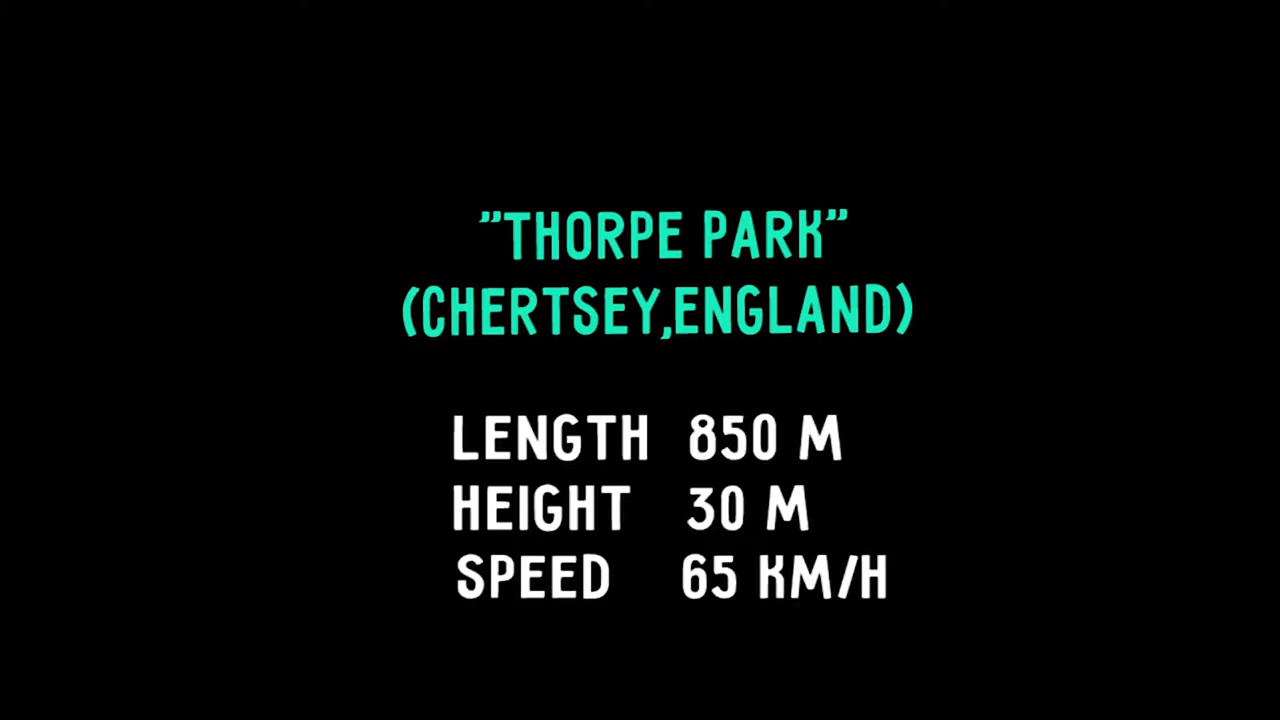 "THORPE PARK"
(CHERTSEY,ENGLAND)
LENGTH 850 M
HEIGHT 30 M
SPEED 65 KM/H